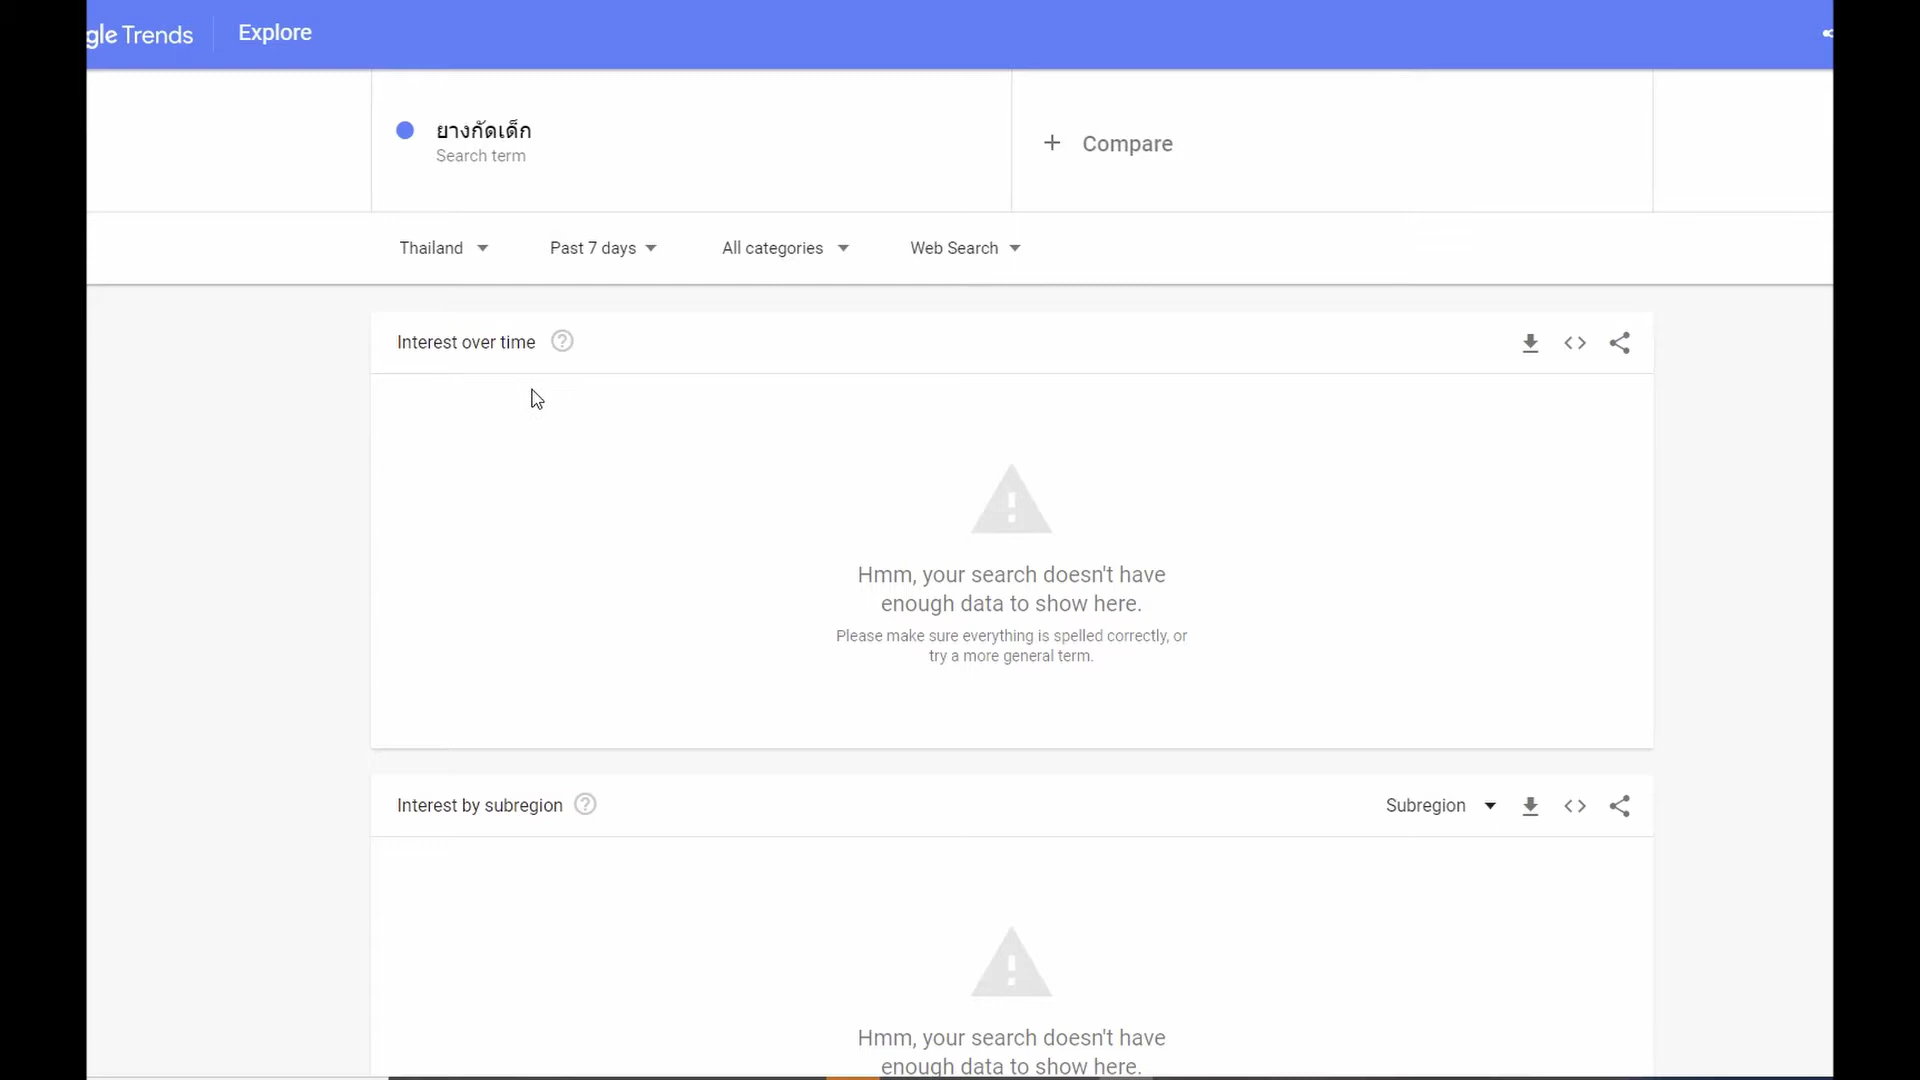 gle Trends
Explore
ยางกัดเด็ก
Search term
+ Compare
Thailand
Past 7 days
All categories
Web Search
Interest over time
Hmm, your search doesn't have
enough data to show here.
Please make sure everything is spelled correctly, or
try a more general term.
Interest by subregion
Subregion
Hmm, your search doesn't have
enough data to show here.